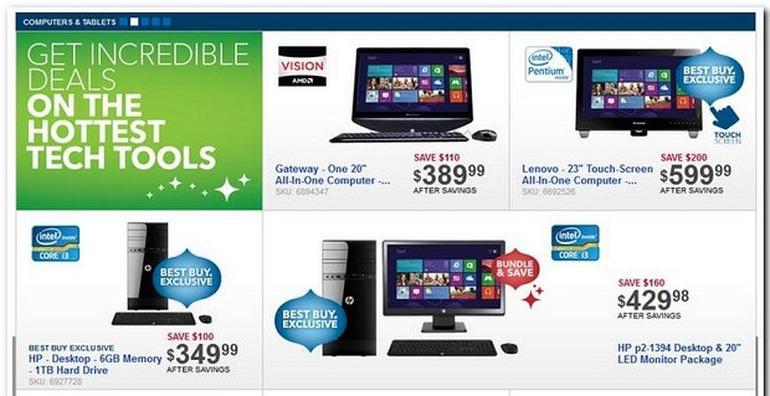 COMPUTERS & TABLETS
GET INCREDIBLE
DEALS
ON THE
HOTTEST
TECH TOOLS
VISION
AMD
Gateway - One 20"
All-In-One Computer -...
SKU: 6894347
SAVE $110
$389.99
AFTER SAVINGS
intel inside
Pentium
BEST BUY.
EXCLUSIVE
TOUCH
SCREEN
Lenovo - 23" Touch-Screen
All-In-One Computer -...
SKU: 6692526
SAVE $200
$599.99
AFTER SAVINGS
intel inside
CORE i3
BEST BUY.
EXCLUSIVE
BEST BUY EXCLUSIVE
HP - Desktop - 6GB Memory
- 1TB Hard Drive
SKU: 6927728
SAVE $100
$349.99
AFTER SAVINGS
BEST BUY.
EXCLUSIVE
BUNDLE
& SAVE
intel inside
CORE i3
SAVE $160
$429.98
AFTER SAVINGS
HP p2-1394 Desktop & 20"
LED Monitor Package